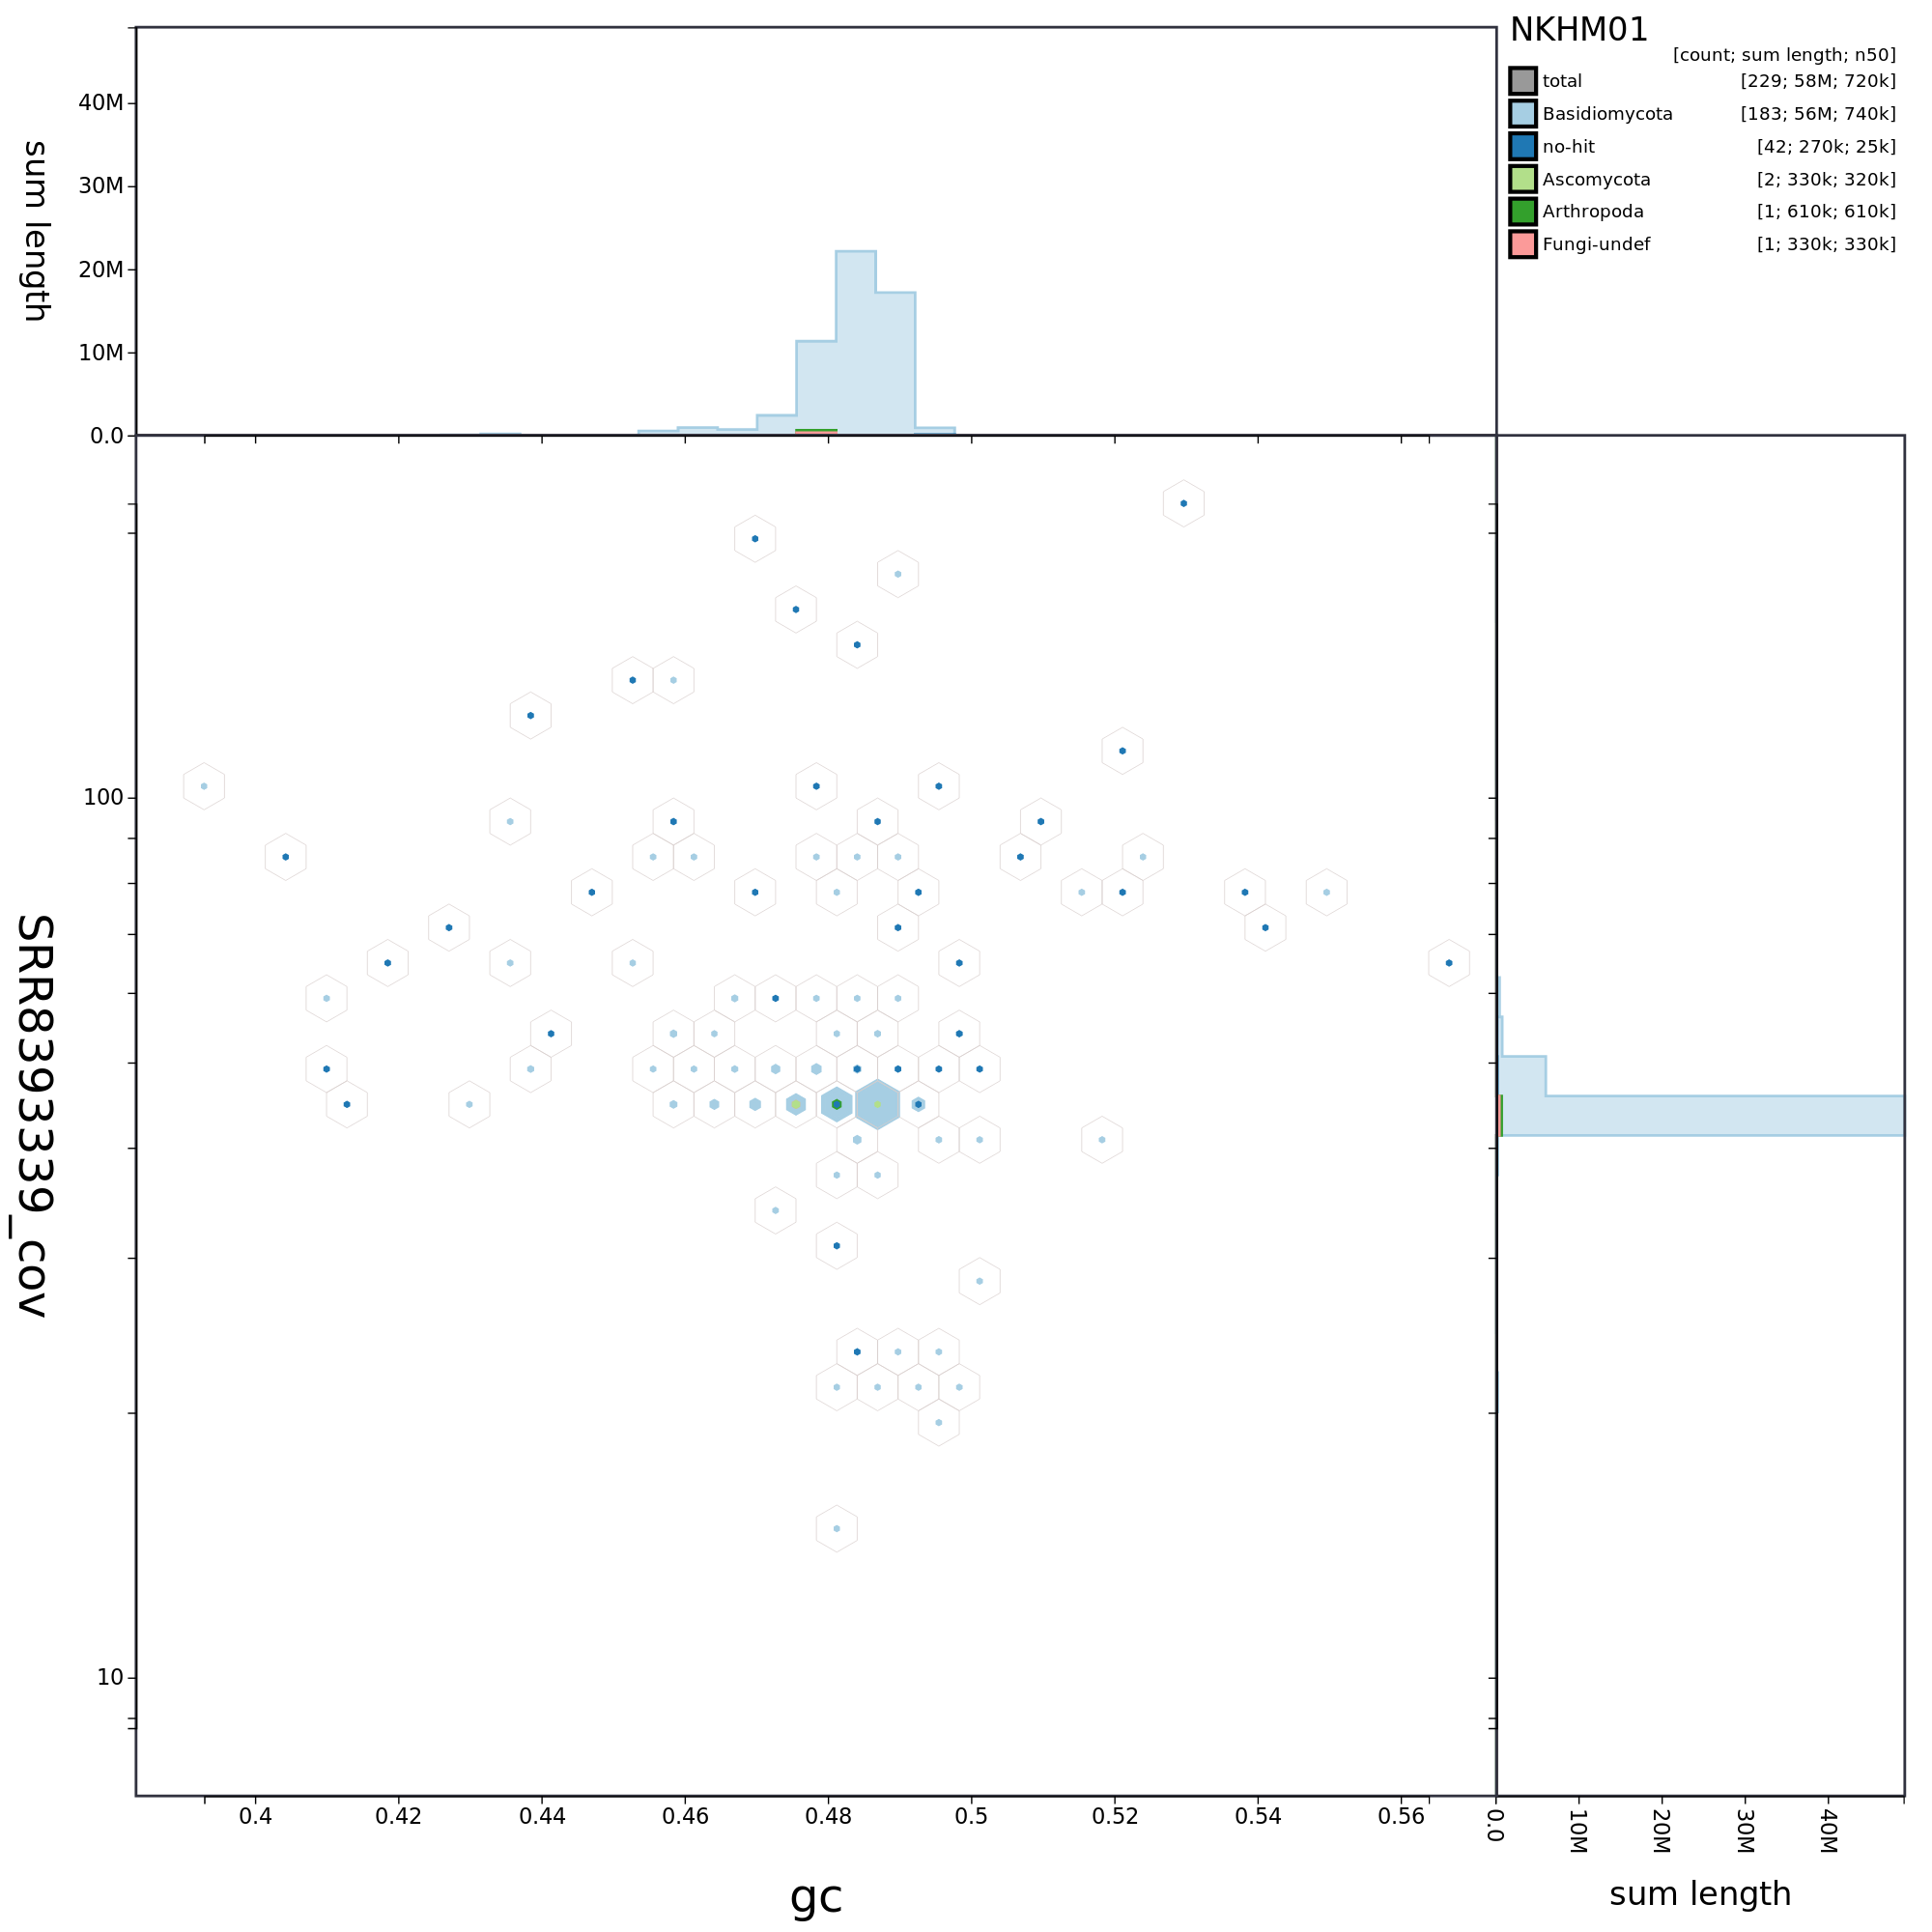 NKHM01
[count; sum length; n50]
total [229; 58M; 720k]
Basidiomycota [183; 56M; 740k]
no-hit [42; 270k; 25k]
Ascomycota [2; 330k; 320k]
Arthropoda [1; 610k; 610k]
Fungi-undef [1; 330k; 330k]
sum length
40M
30M
20M
10M
0.0
SRR8393339_cov
100
10
0.4 0.42 0.44 0.46 0.48 0.5 0.52 0.54 0.56
gc
0.0 10M 20M 30M 40M
sum length